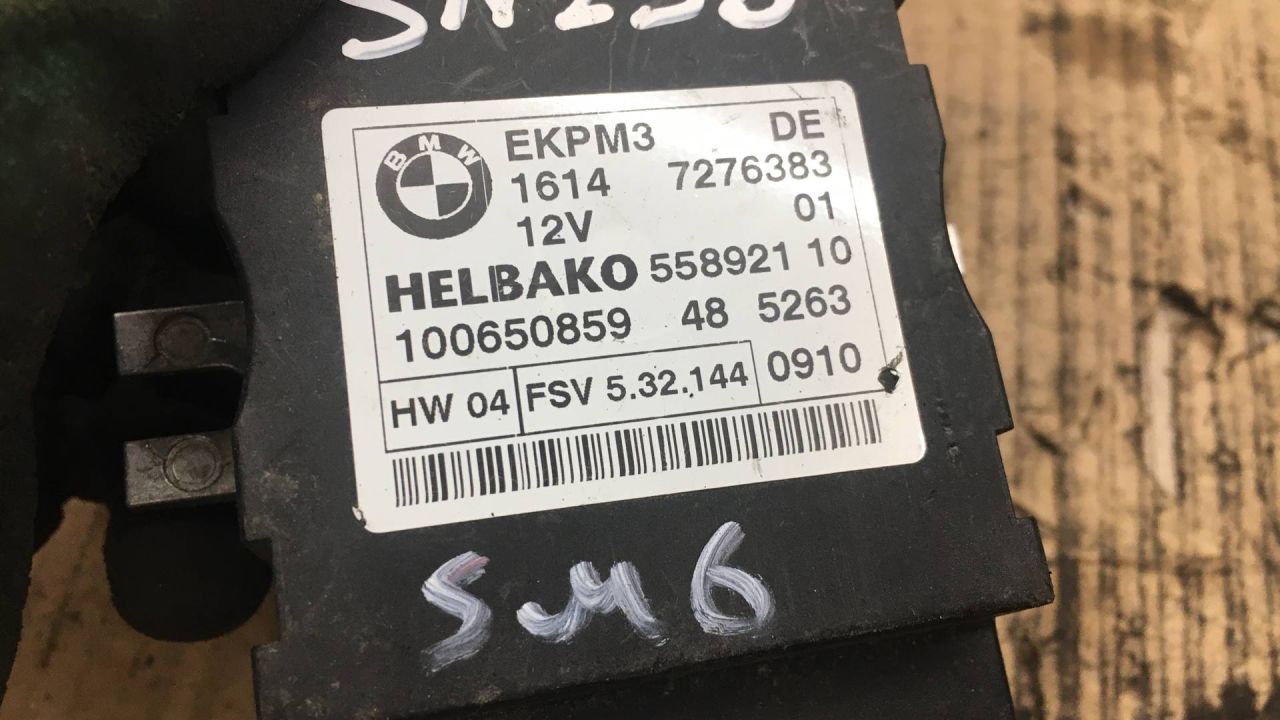 BMW
EKPM3 DE
1614 7276383
12V 01
HELBAKO 558921 10
100650859 48 5263
HW 04 FSV 5.32.144 0910
SM6